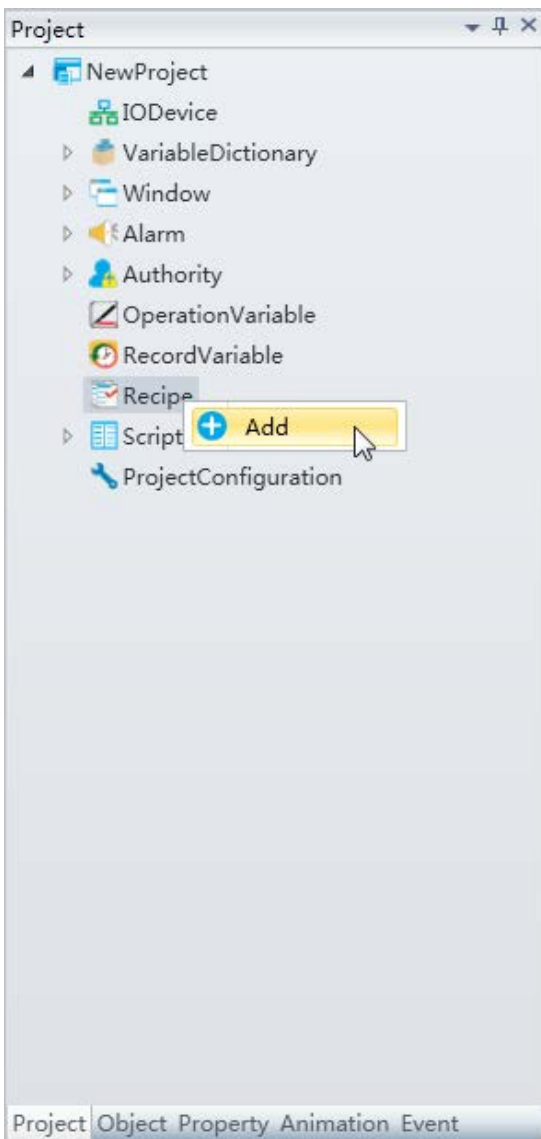 Project
NewProject
IODevice
VariableDictionary
Window
Alarm
Authority
OperationVariable
RecordVariable
Recipe
Add
Script
ProjectConfiguration
Project Object Property Animation Event